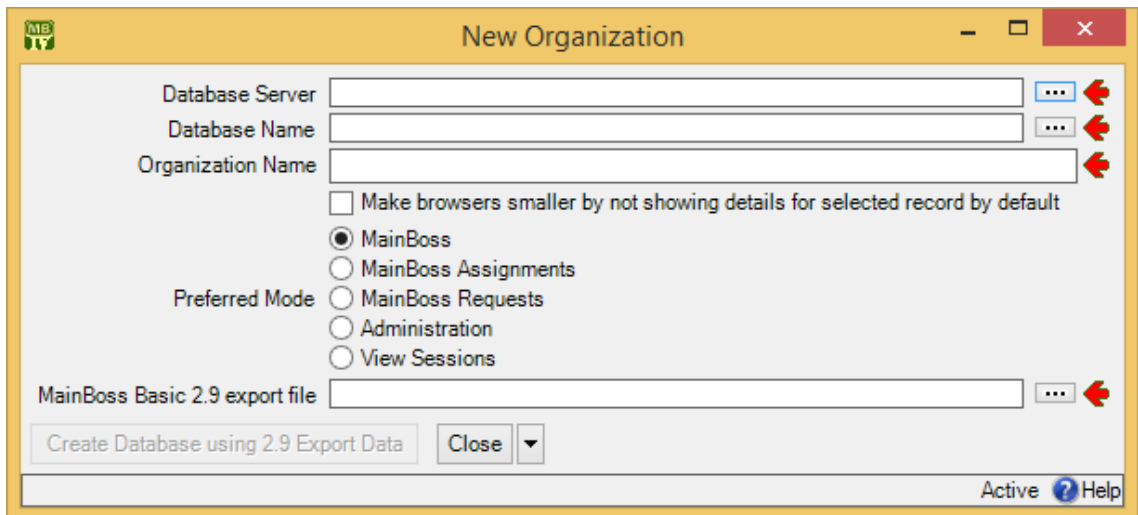 New Organization
Database Server
Database Name
Organization Name
Make browsers smaller by not showing details for selected record by default
MainBoss
MainBoss Assignments
Preferred Mode MainBoss Requests
Administration
View Sessions
MainBoss Basic 2.9 export file
Create Database using 2.9 Export Data Close
Active Help